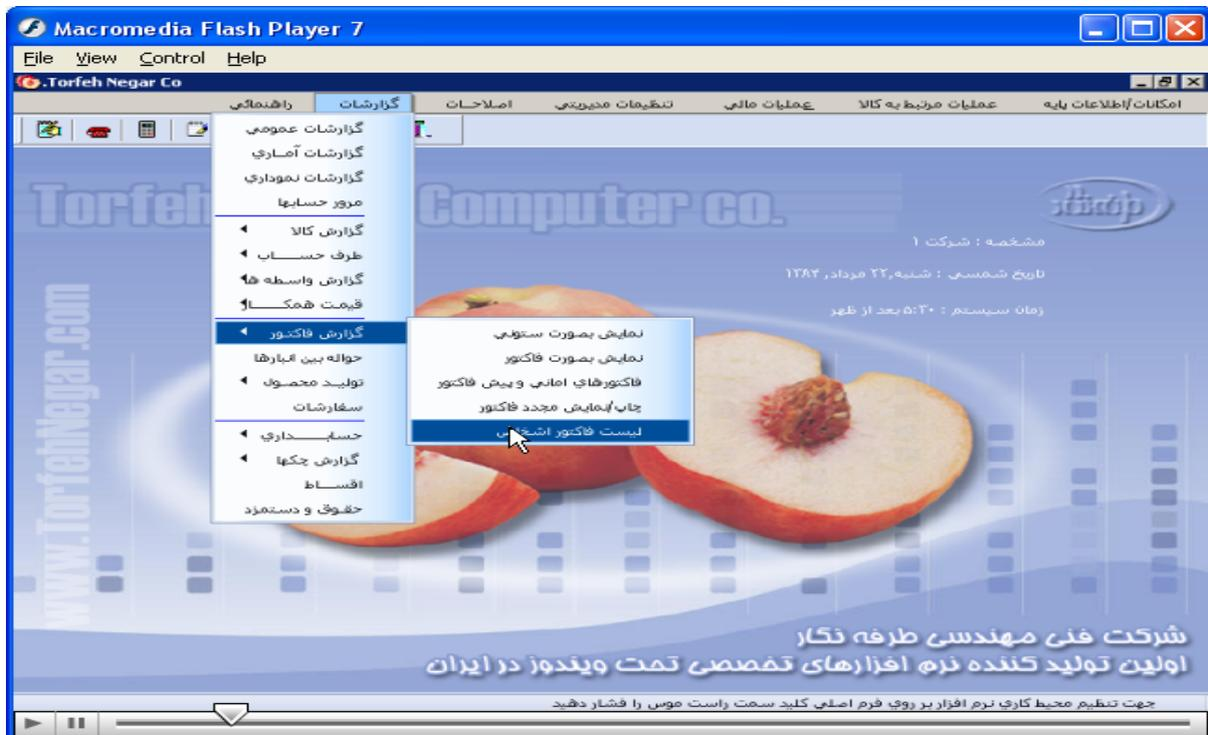 Macromedia Flash Player 7
File View Control Help
.Torfeh Negar Co
امکانات/اطلاعات پایه عملیات مرتبط به کالا عملیات مالی تنظیمات مدیریتی اصلاحات گزارشات راهنمائی
گزارشات عمومی
گزارشات آماری
گزارشات نموداری
مرور حسابها
گزارش کالا
طرف حساب
گزارش واسطه ها
قیمت همکار
گزارش فاکتور
حواله بین انبارها
تولید محصول
سفارشات
حسابداری
گزارش چکها
اقساط
حقوق و دستمزد
نمایش بصورت ستونی
نمایش بصورت فاکتور
فاکتورهای امانی و پیش فاکتور
چاپ/نمایش مجدد فاکتور
لیست فاکتور
Torfeh Computer co.
مشخصه : شرکت ۱
تاریخ شمسی : شنبه,۲۲ مرداد, ۱۳۸۴
زمان سیستم : ۵:۳۰ بعد از ظهر
www.TorfehNegar.com
شرکت فنی مهندسی طرفه نگار
اولین تولید کننده نرم افزارهای تخصصی تحت ویندوز در ایران
جهت تنظیم محیط کاری نرم افزار بر روی فرم اصلی کلید سمت راست موس را فشار دهید